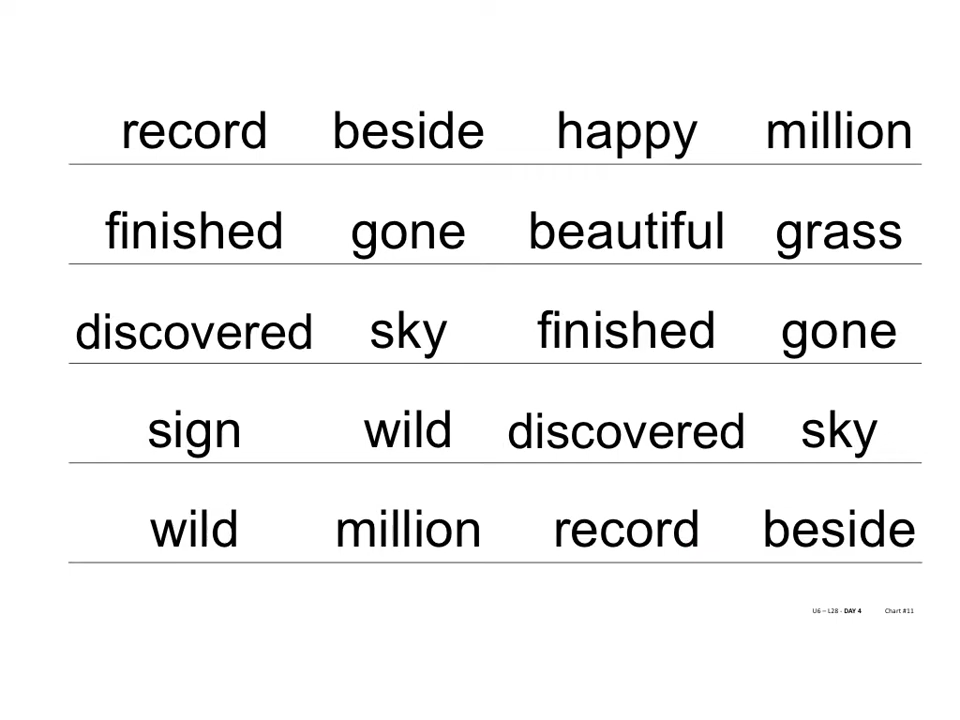 record beside happy million
finished gone beautiful grass
discovered sky finished gone
sign wild discovered sky
wild million record beside
U6 – L28 - DAY 4 Chart #11